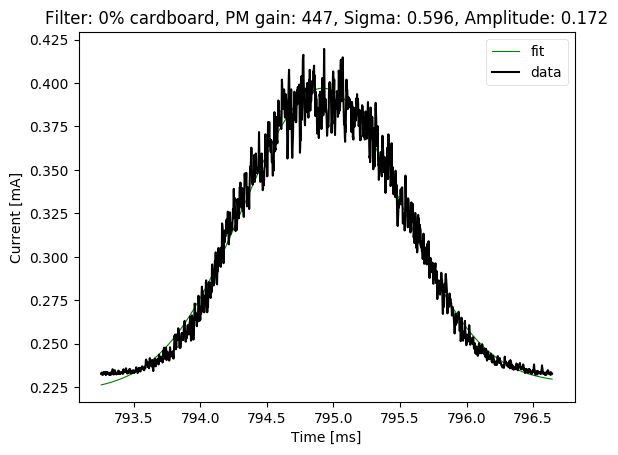 Filter: 0% cardboard, PM gain: 447, Sigma: 0.596, Amplitude: 0.172
0.425
fit
data
0.400
0.375
0.350
0.325
0.300
0.275
0.250
0.225
Current [mA]
793.5 794.0 794.5 795.0 795.5 796.0 796.5
Time [ms]